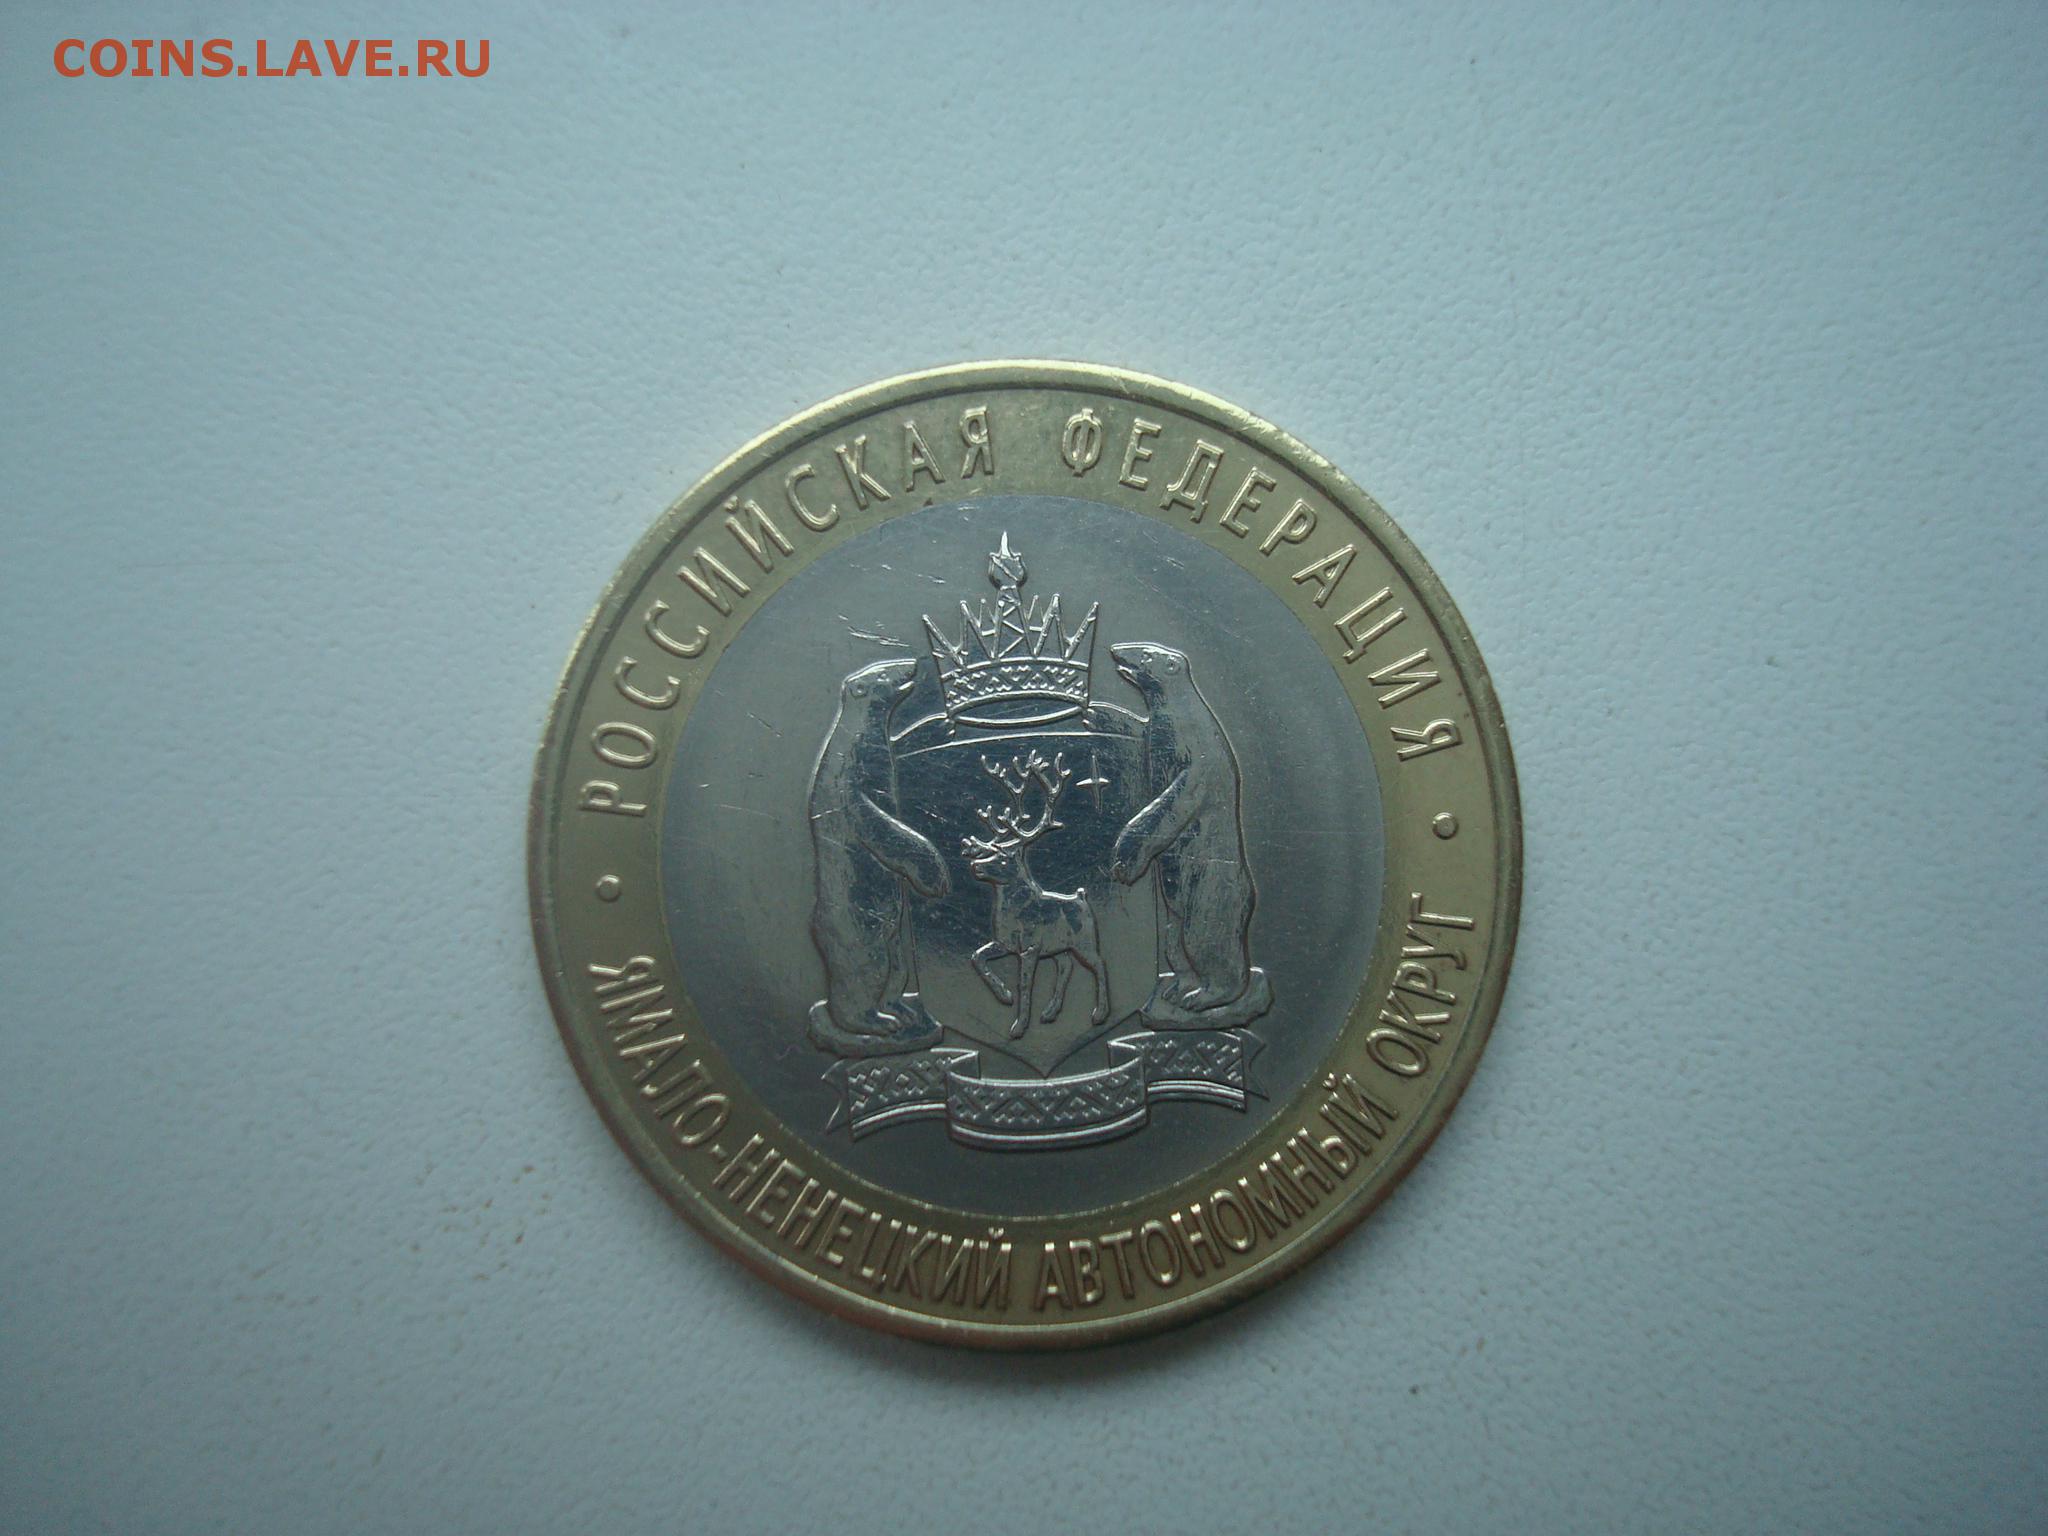 COINS.LAVE.RU
РОССИЙСКАЯ ФЕДЕРАЦИЯ
• ЯМАЛО-НЕНЕЦКИЙ АВТОНОМНЫЙ ОКРУГ •